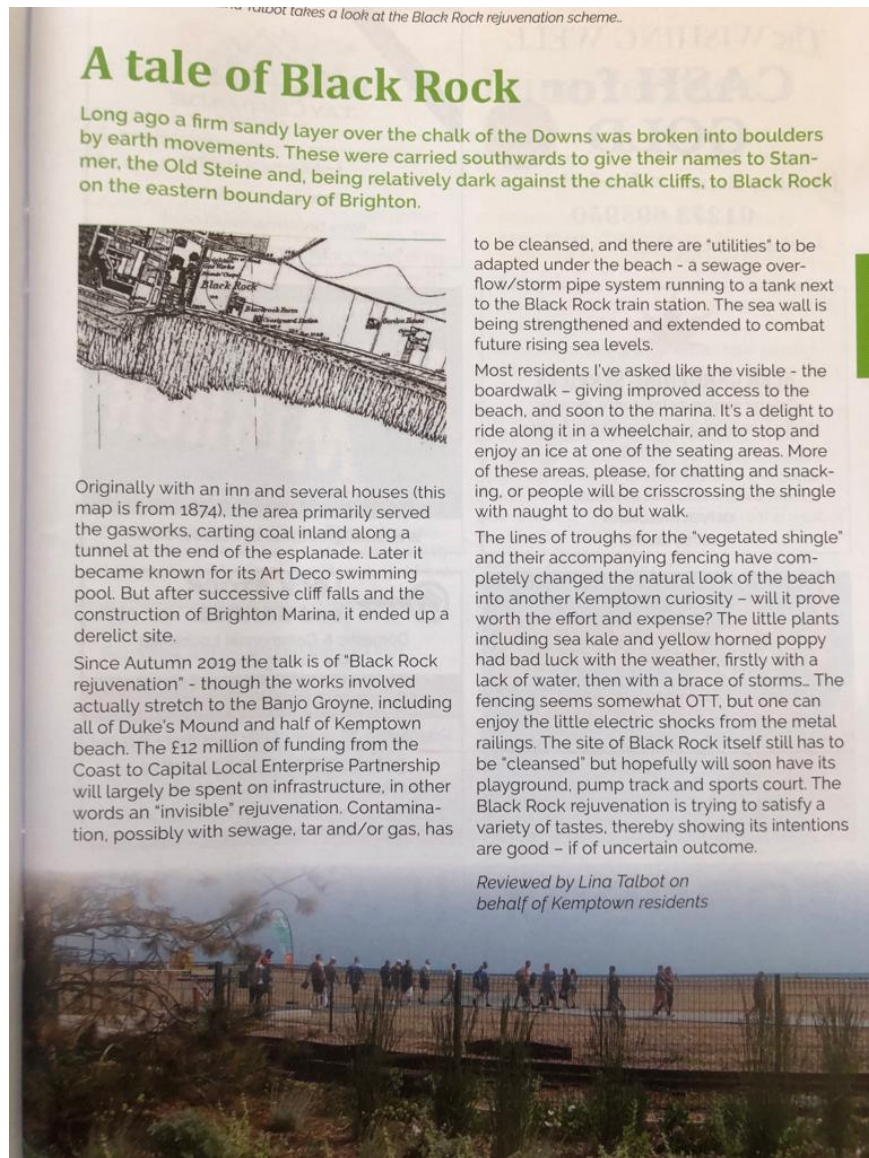 Talbot takes a look at the Black Rock rejuvenation scheme...
A tale of Black Rock
Long ago a firm sandy layer over the chalk of the Downs was broken into boulders
by earth movements. These were carried southwards to give their names to Stan-
mer, the Old Steine and, being relatively dark against the chalk cliffs, to Black Rock
on the eastern boundary of Brighton.
Black Rock
Originally with an inn and several houses (this
map is from 1874), the area primarily served
the gasworks, carting coal inland along a
tunnel at the end of the esplanade. Later it
became known for its Art Deco swimming
pool. But after successive cliff falls and the
construction of Brighton Marina, it ended up a
derelict site.
Since Autumn 2019 the talk is of "Black Rock
rejuvenation" - though the works involved
actually stretch to the Banjo Groyne, including
all of Duke's Mound and half of Kemptown
beach. The £12 million of funding from the
Coast to Capital Local Enterprise Partnership
will largely be spent on infrastructure, in other
words an "invisible" rejuvenation. Contamina-
tion, possibly with sewage, tar and/or gas, has
to be cleansed, and there are "utilities" to be
adapted under the beach - a sewage over-
flow/storm pipe system running to a tank next
to the Black Rock train station. The sea wall is
being strengthened and extended to combat
future rising sea levels.
Most residents I've asked like the visible - the
boardwalk – giving improved access to the
beach, and soon to the marina. It's a delight to
ride along it in a wheelchair, and to stop and
enjoy an ice at one of the seating areas. More
of these areas, please, for chatting and snack-
ing, or people will be crisscrossing the shingle
with naught to do but walk.
The lines of troughs for the "vegetated shingle"
and their accompanying fencing have com-
pletely changed the natural look of the beach
into another Kemptown curiosity – will it prove
worth the effort and expense? The little plants
including sea kale and yellow horned poppy
had bad luck with the weather, firstly with a
lack of water, then with a brace of storms... The
fencing seems somewhat OTT, but one can
enjoy the little electric shocks from the metal
railings. The site of Black Rock itself still has to
be "cleansed" but hopefully will soon have its
playground, pump track and sports court. The
Black Rock rejuvenation is trying to satisfy a
variety of tastes, thereby showing its intentions
are good – if of uncertain outcome.
Reviewed by Lina Talbot on
behalf of Kemptown residents